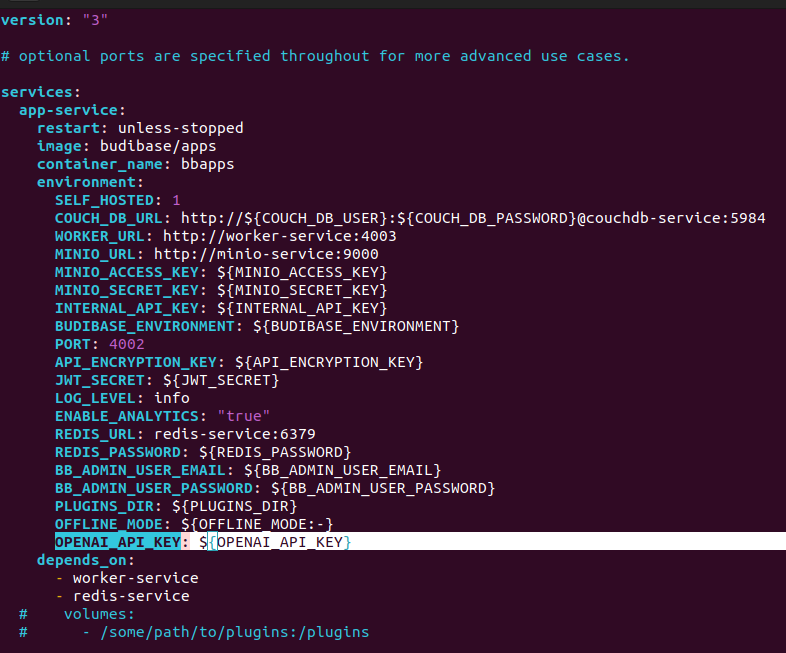 version: "3"
# optional ports are specified throughout for more advanced use cases.
services:
  app-service:
    restart: unless-stopped
    image: budibase/apps
    container_name: bbapps
    environment:
      SELF_HOSTED: 1
      COUCH_DB_URL: http://${COUCH_DB_USER}:${COUCH_DB_PASSWORD}@couchdb-service:5984
      WORKER_URL: http://worker-service:4003
      MINIO_URL: http://minio-service:9000
      MINIO_ACCESS_KEY: ${MINIO_ACCESS_KEY}
      MINIO_SECRET_KEY: ${MINIO_SECRET_KEY}
      INTERNAL_API_KEY: ${INTERNAL_API_KEY}
      BUDIBASE_ENVIRONMENT: ${BUDIBASE_ENVIRONMENT}
      PORT: 4002
      API_ENCRYPTION_KEY: ${API_ENCRYPTION_KEY}
      JWT_SECRET: ${JWT_SECRET}
      LOG_LEVEL: info
      ENABLE_ANALYTICS: "true"
      REDIS_URL: redis-service:6379
      REDIS_PASSWORD: ${REDIS_PASSWORD}
      BB_ADMIN_USER_EMAIL: ${BB_ADMIN_USER_EMAIL}
      BB_ADMIN_USER_PASSWORD: ${BB_ADMIN_USER_PASSWORD}
      PLUGINS_DIR: ${PLUGINS_DIR}
      OFFLINE_MODE: ${OFFLINE_MODE:-}
      OPENAI_API_KEY: ${OPENAI_API_KEY}
    depends_on:
      - worker-service
      - redis-service
  #    volumes:
  #      - /some/path/to/plugins:/plugins